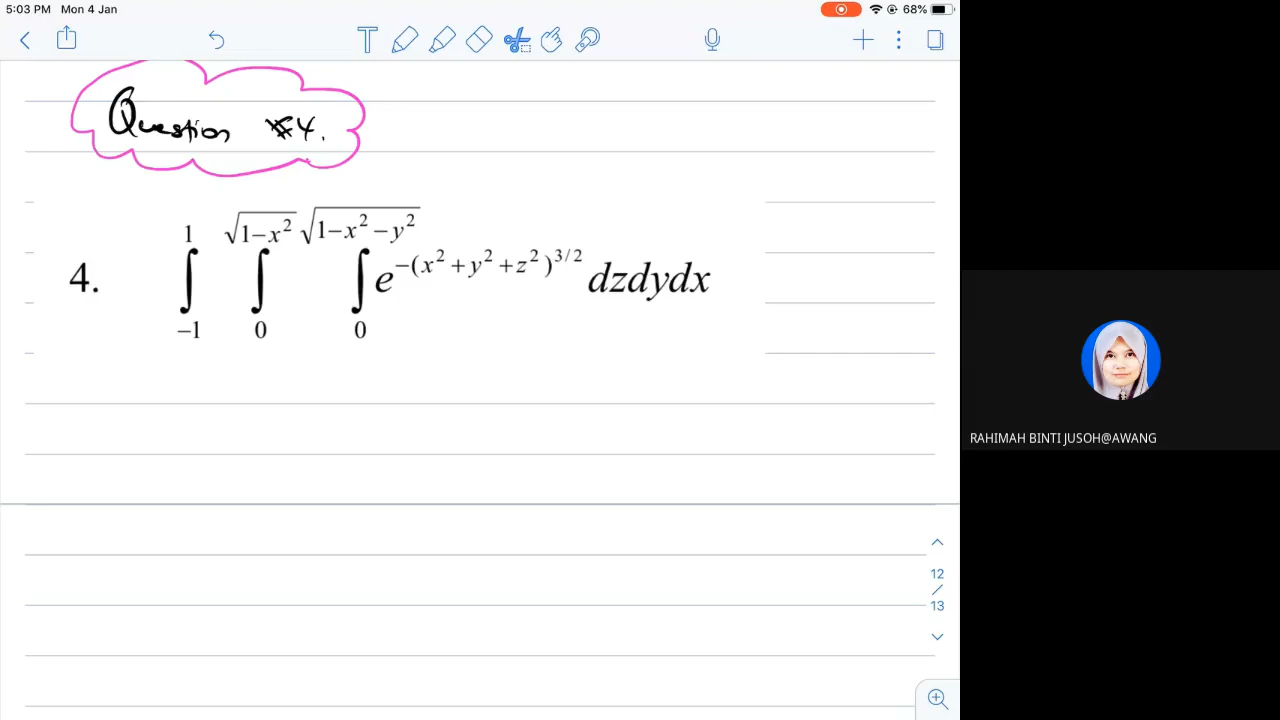 5:03 PM Mon 4 Jan 68%
Question #4.
4. ∫_{-1}^{1} ∫_{0}^{√(1−x²)} ∫_{0}^{√(1−x²−y²)} e^{−(x²+y²+z²)^{3/2}} dzdydx
RAHIMAH BINTI JUSOH@AWANG
12
/
13